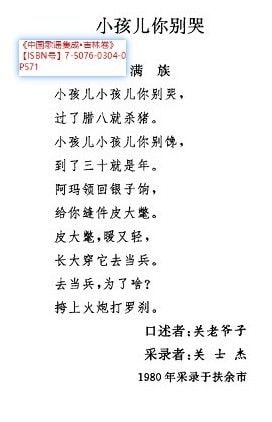 小孩儿你别哭
《中国歌谣集成•吉林卷》
【ISBN号】7-5076-0304-0
P571
满 族
小孩儿小孩儿你别哭，
过了腊八就杀猪。
小孩儿小孩儿你别馋，
到了三十就是年。
阿玛领回银子饷，
给你缝件皮大氅。
皮大氅，暖又轻，
长大穿它去当兵。
去当兵，为了啥？
挎上火炮打罗刹。
口述者：关老爷子
采录者：关 士 杰
1980 年采录于扶余市